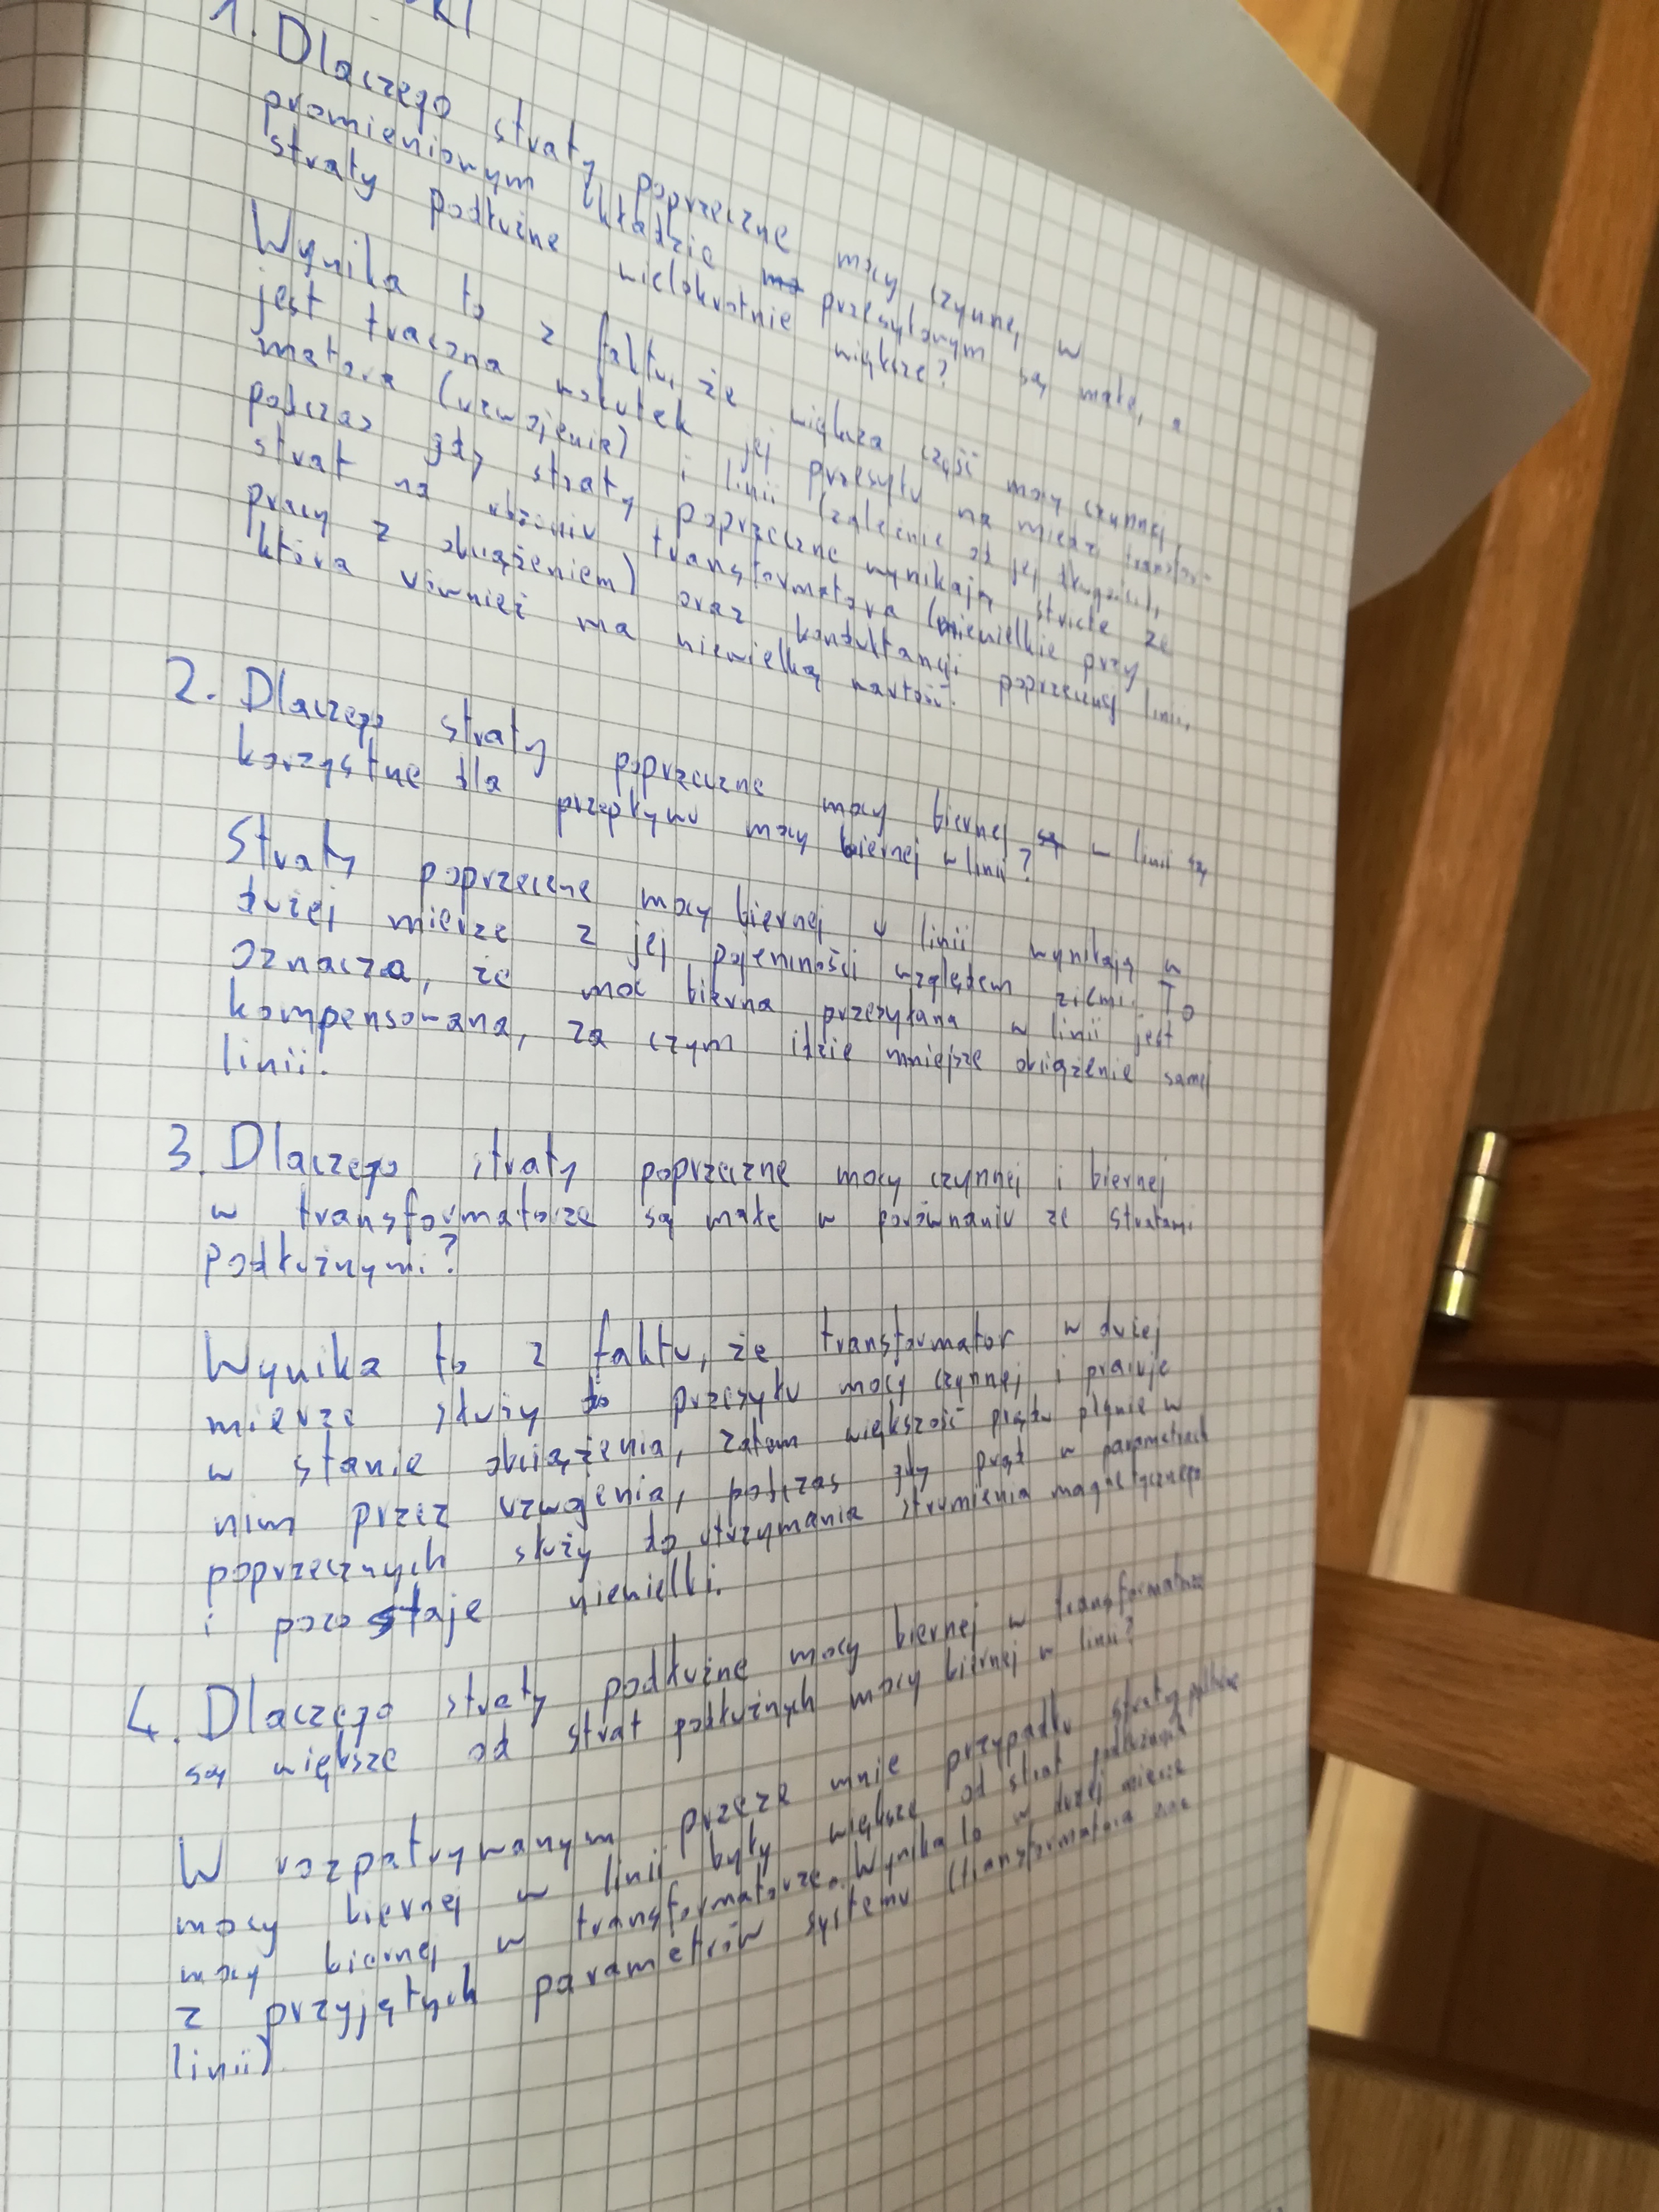 1. Dlaczego straty poprzeczne mocy czynnej w
promieniowym układzie przesyłowym są małe, a
straty podłużne wielokrotnie większe?
Wynika to z faktu, że większa część mocy czynnej
jest tracona wskutek jej przesyłu na miedzi transfor-
matora (uzwojenia) i linii (zależnie od jej długości),
podczas gdy straty poprzeczne wynikają stricte ze
strat na rdzeniu transformatora (niewielkie przy
pracy z obciążeniem) oraz konduktancji poprzecznej linii,
która również ma niewielką wartość.
2. Dlaczego straty poprzeczne mocy biernej w linii są
korzystne dla przepływu mocy biernej w linii?
Straty poprzeczne mocy biernej w linii wynikają w
dużej mierze z jej pojemności względem ziemi. To
oznacza, że moc bierna przesyłana w linii jest
kompensowana, za czym idzie mniejsze obciążenie samej
linii.
3. Dlaczego straty poprzeczne mocy czynnej i biernej
w transformatorze są małe w porównaniu ze stratami
podłużnymi?
Wynika to z faktu, że transformator w dużej
mierze służy do przesyłu mocy czynnej i pracuje
w stanie obciążenia, zatem większość prądu płynie w
nim przez uzwojenia, podczas gdy prąd w parametrach
poprzecznych służy do utrzymania strumienia magnetycznego
i pozostaje niewielki.
4. Dlaczego straty podłużne mocy biernej w transformatorze
są większe od strat podłużnych mocy biernej w linii?
W rozpatrywanym przeze mnie przypadku straty podłużne
mocy biernej w linii były większe od strat podłużnych
mocy biernej w transformatorze. Wynika to w dużej mierze
z przyjętych parametrów systemu (transformatora oraz
linii)